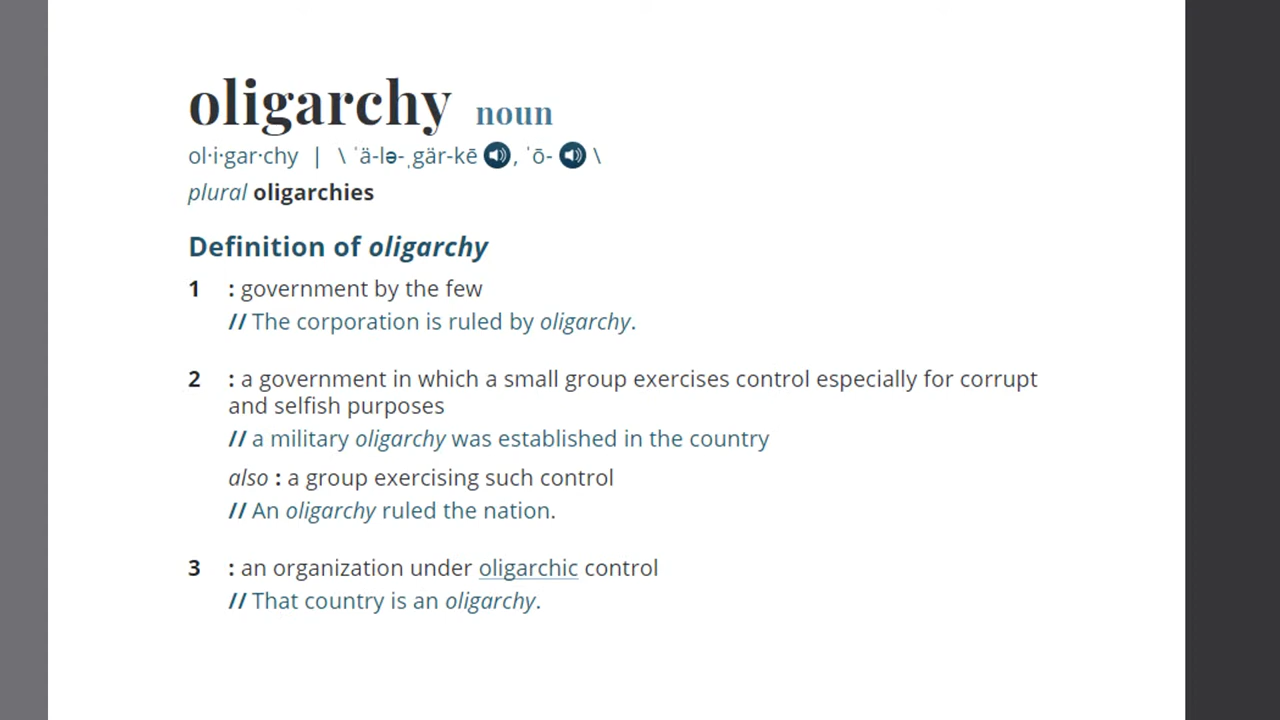 oligarchy noun
ol·i·gar·chy | \ ˈä-lə-ˌgär-kē , ˈō- \
plural oligarchies
Definition of oligarchy
1 : government by the few
// The corporation is ruled by oligarchy.
2 : a government in which a small group exercises control especially for corrupt
and selfish purposes
// a military oligarchy was established in the country
also : a group exercising such control
// An oligarchy ruled the nation.
3 : an organization under oligarchic control
// That country is an oligarchy.